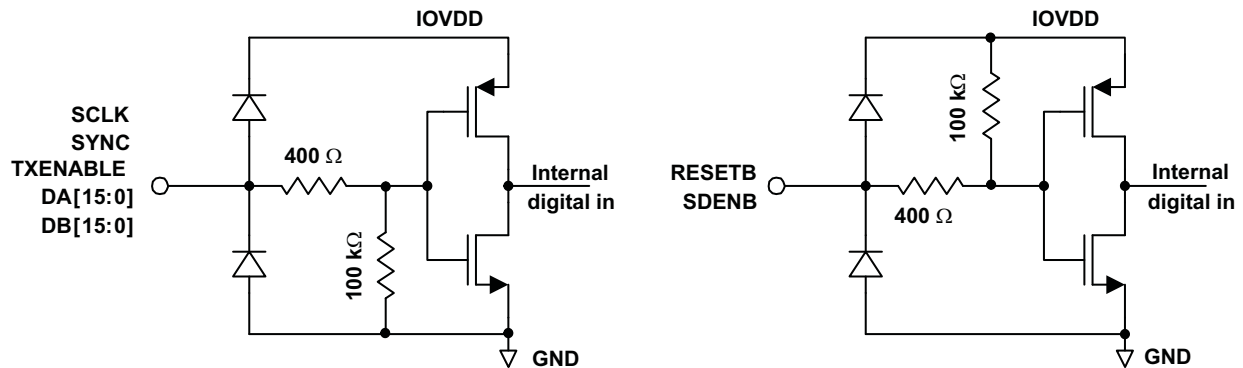 IOVDD
SCLK
SYNC
TXENABLE
DA[15:0]
DB[15:0]
400 Ω
100 kΩ
Internal
digital in
GND
IOVDD
100 kΩ
RESETB
SDENB
400 Ω
Internal
digital in
GND